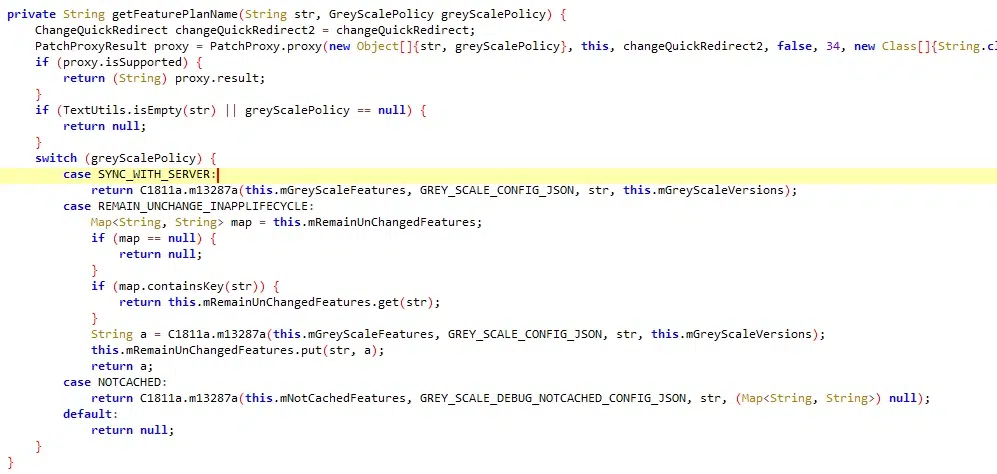 private String getFeaturePlanName(String str, GreyScalePolicy greyScalePolicy) {
    ChangeQuickRedirect changeQuickRedirect2 = changeQuickRedirect;
    PatchProxyResult proxy = PatchProxy.proxy(new Object[]{str, greyScalePolicy}, this, changeQuickRedirect2, false, 34, new Class[]{String.cl
    if (proxy.isSupported) {
        return (String) proxy.result;
    }
    if (TextUtils.isEmpty(str) || greyScalePolicy == null) {
        return null;
    }
    switch (greyScalePolicy) {
        case SYNC_WITH_SERVER:
            return C1811a.m13287a(this.mGreyScaleFeatures, GREY_SCALE_CONFIG_JSON, str, this.mGreyScaleVersions);
        case REMAIN_UNCHANGE_INAPPLIFECYCLE:
            Map<String, String> map = this.mRemainUnChangedFeatures;
            if (map == null) {
                return null;
            }
            if (map.containsKey(str)) {
                return this.mRemainUnChangedFeatures.get(str);
            }
            String a = C1811a.m13287a(this.mGreyScaleFeatures, GREY_SCALE_CONFIG_JSON, str, this.mGreyScaleVersions);
            this.mRemainUnChangedFeatures.put(str, a);
            return a;
        case NOTCACHED:
            return C1811a.m13287a(this.mNotCachedFeatures, GREY_SCALE_DEBUG_NOTCACHED_CONFIG_JSON, str, (Map<String, String>) null);
        default:
            return null;
    }
}